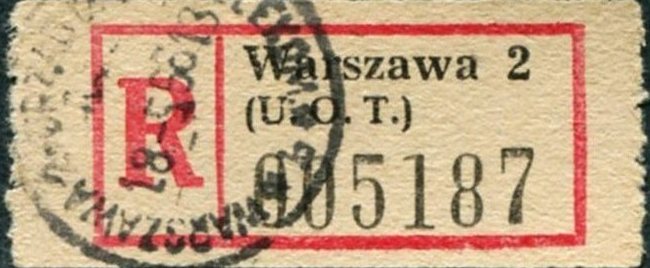 R
Warszawa 2
(U. O. T.)
005187
WARSZAWA